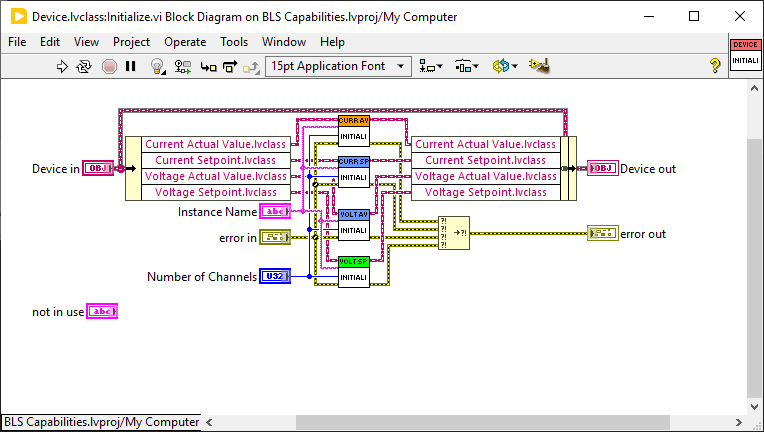 Device.lvclass:Initialize.vi Block Diagram on BLS Capabilities.lvproj/My Computer
File Edit View Project Operate Tools Window Help
15pt Application Font
?
DEVICE
INITIALI
CURR AV
INITIALI
Current Actual Value.lvclass
Current Setpoint.lvclass
Voltage Actual Value.lvclass
Voltage Setpoint.lvclass
Current Actual Value.lvclass
Current Setpoint.lvclass
Voltage Actual Value.lvclass
Voltage Setpoint.lvclass
Device in
OBJ
CURR SP
INITIALI
OBJ
Device out
Instance Name
abc
VOLT AV
INITIALI
error in
?!
?!
?!
?!
?!
error out
Number of Channels
U32
VOLT SP
INITIALI
not in use
abc
BLS Capabilities.lvproj/My Computer